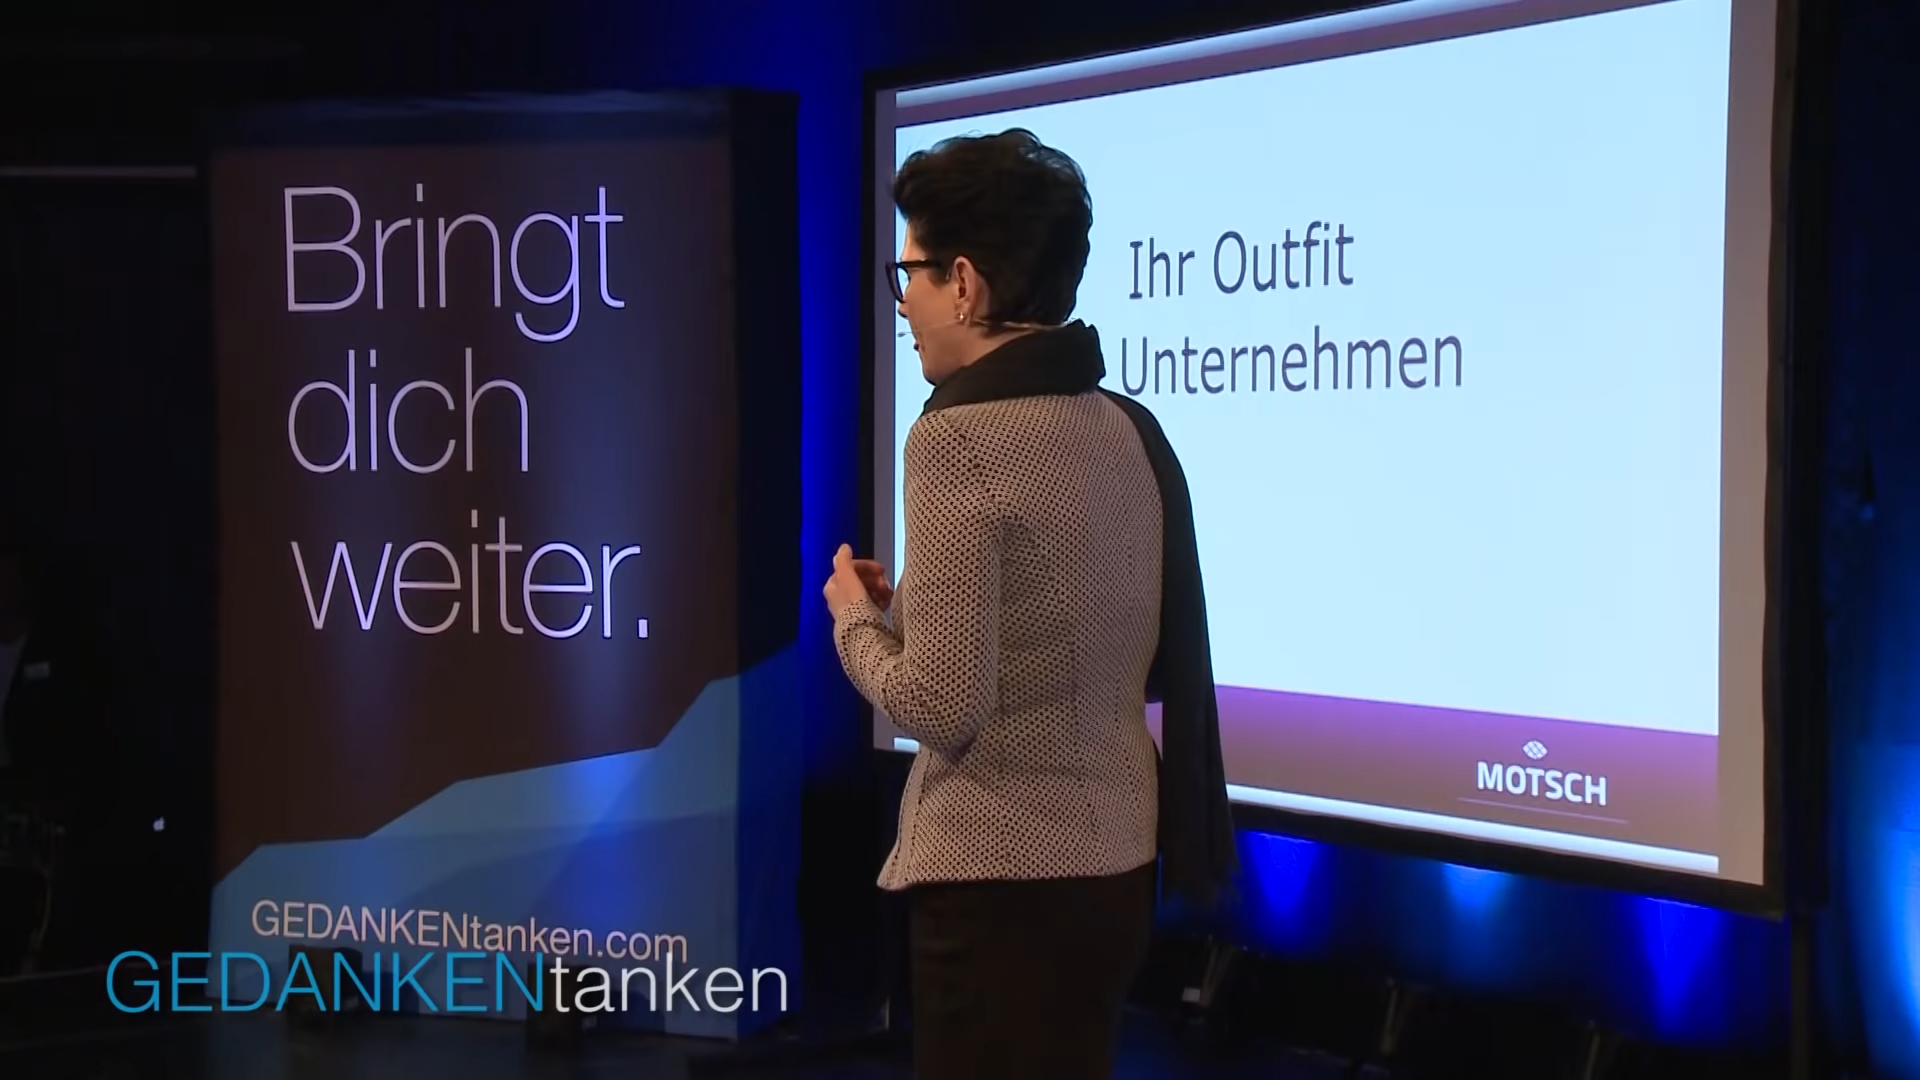 Bringt
dich
weiter.
GEDANKENtanken.com
GEDANKENtanken
Ihr Outfit
Unternehmen
MOTSCH